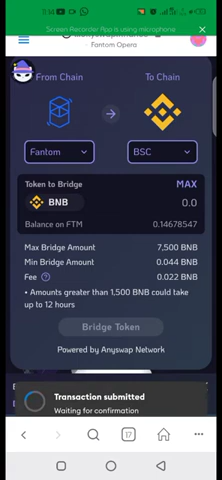 Screen Recorder App is using microphone
Fantom Opera
From Chain
To Chain
Fantom
BSC
Token to Bridge
MAX
BNB
0.0
Balance on FTM
0.14678547
Max Bridge Amount
7,500 BNB
Min Bridge Amount
0.044 BNB
Fee
0.022 BNB
• Amounts greater than 1,500 BNB could take
up to 12 hours
Bridge Token
Powered by Anyswap Network
Transaction submitted
Waiting for confirmation
17